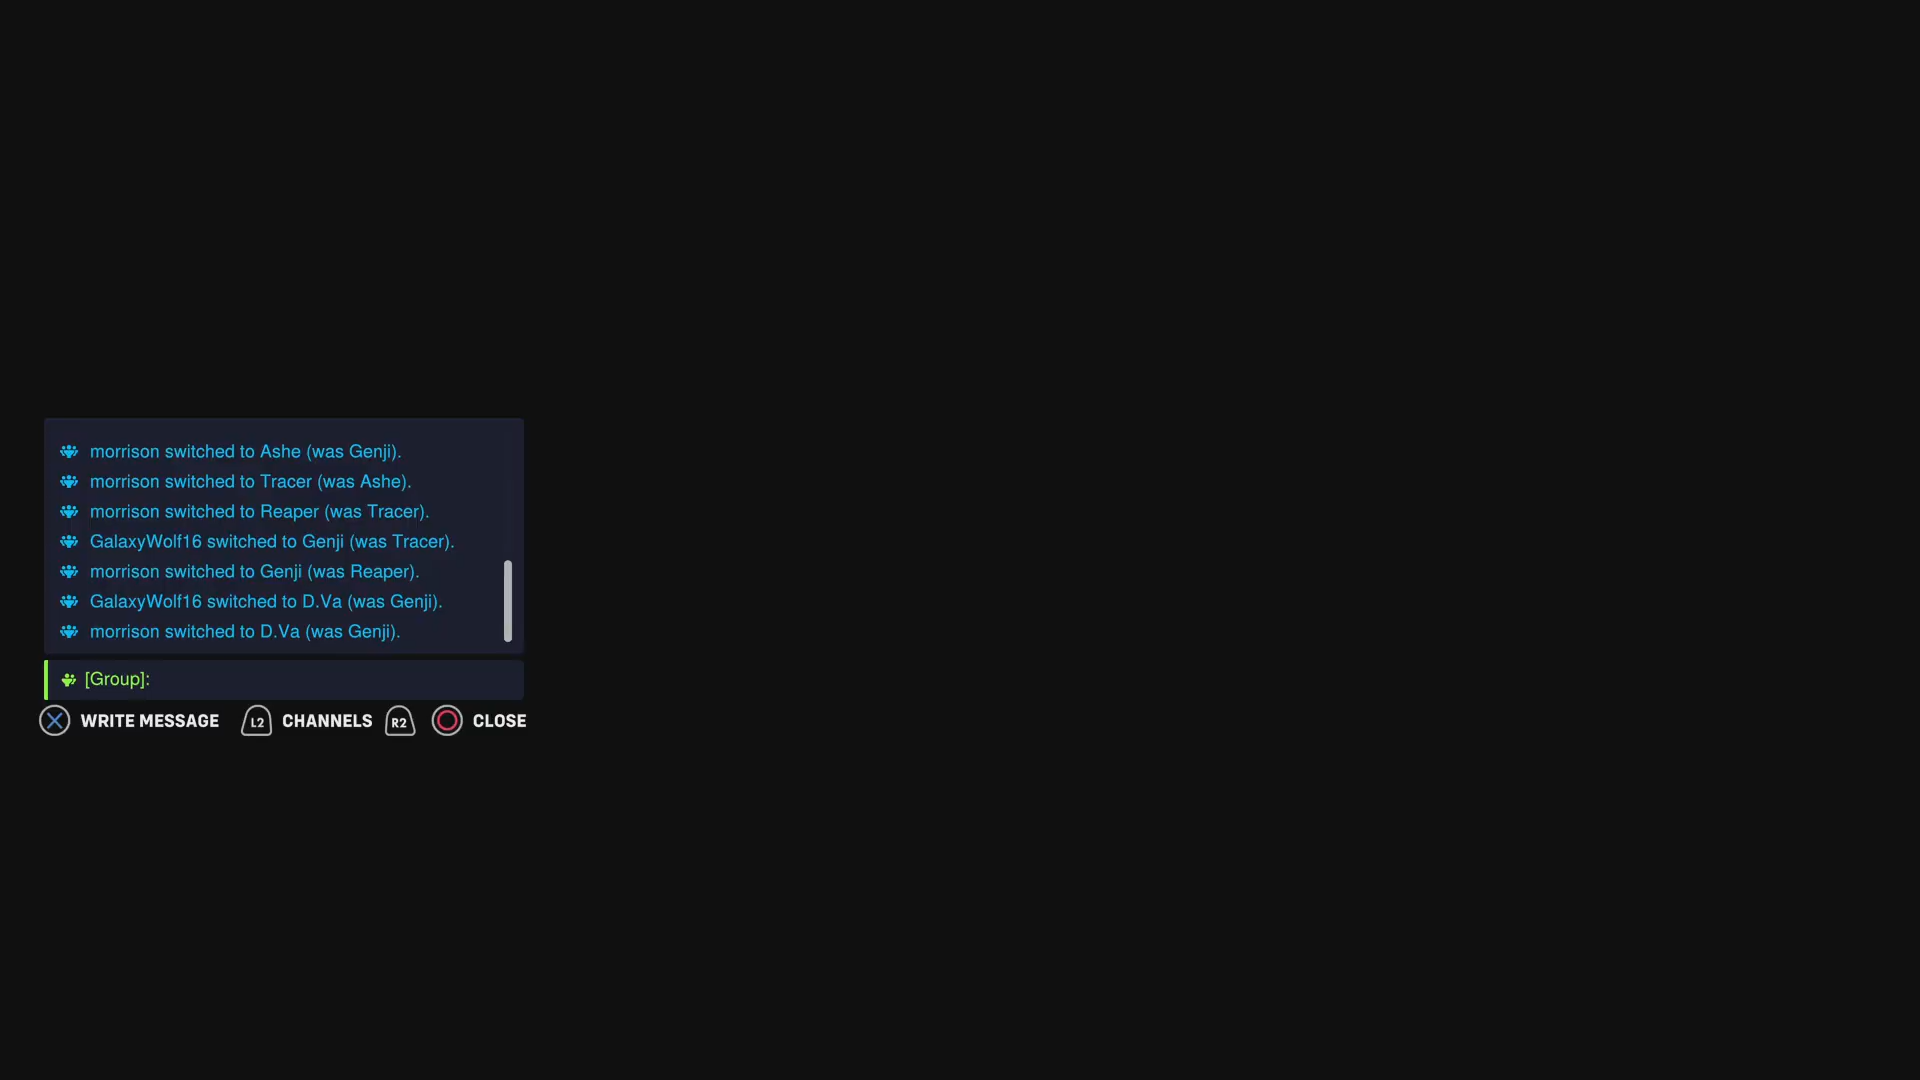 morrison switched to Ashe (was Genji).
morrison switched to Tracer (was Ashe).
morrison switched to Reaper (was Tracer).
GalaxyWolf16 switched to Genji (was Tracer).
morrison switched to Genji (was Reaper).
GalaxyWolf16 switched to D.Va (was Genji).
morrison switched to D.Va (was Genji).
[Group]:
WRITE MESSAGE L2 CHANNELS R2 CLOSE